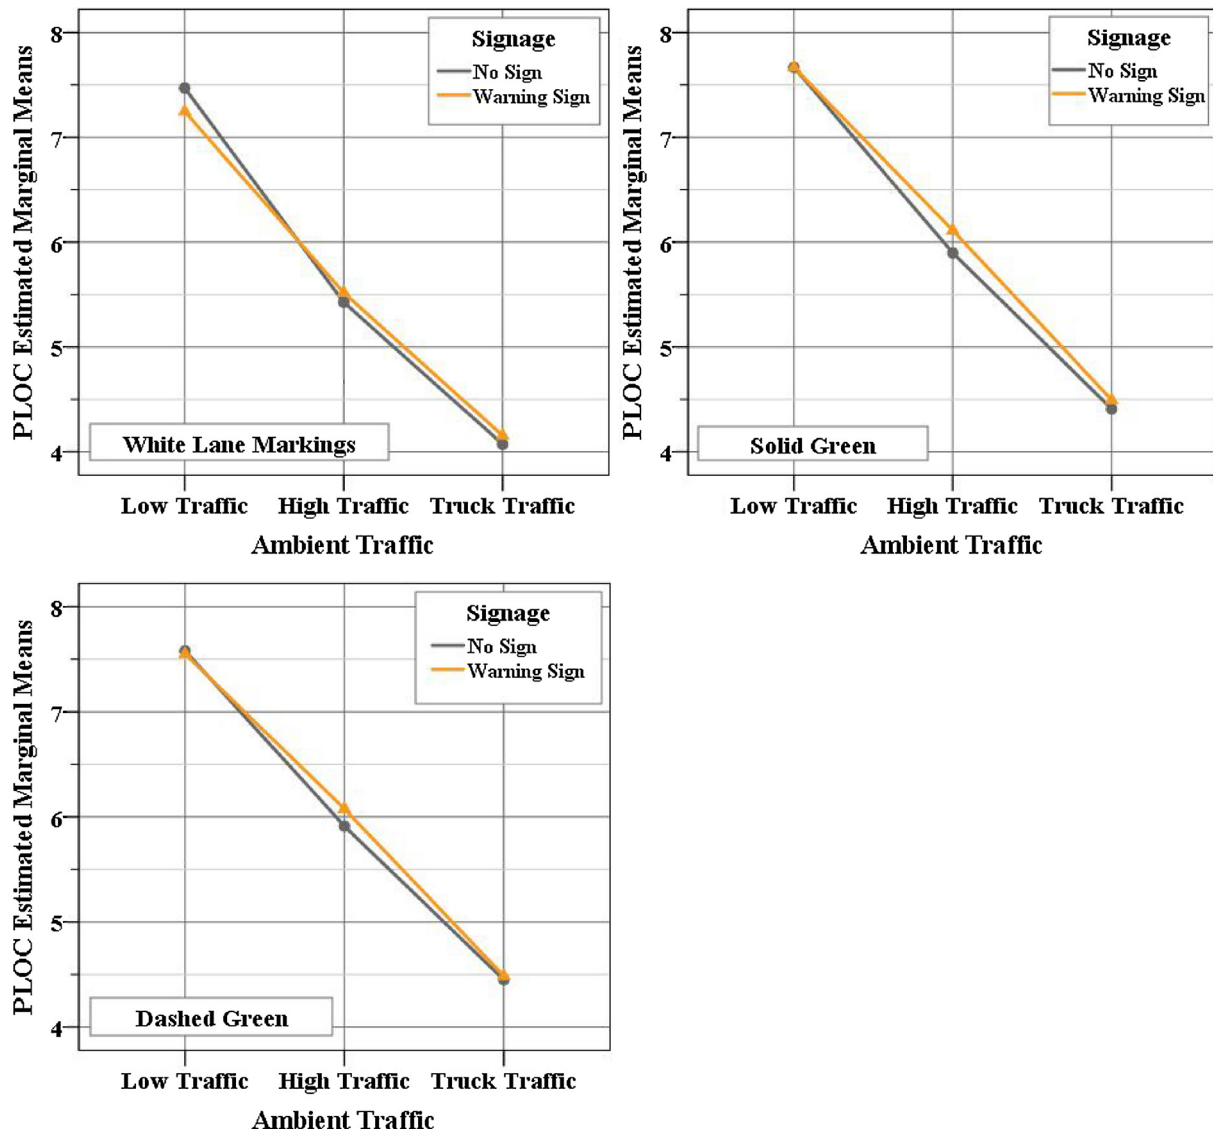 PLOC Estimated Marginal Means
8
7
6
5
4
Signage
No Sign
Warning Sign
White Lane Markings
Low Traffic High Traffic Truck Traffic
Ambient Traffic
PLOC Estimated Marginal Means
8
7
6
5
4
Signage
No Sign
Warning Sign
Solid Green
Low Traffic High Traffic Truck Traffic
Ambient Traffic
PLOC Estimated Marginal Means
8
7
6
5
4
Signage
No Sign
Warning Sign
Dashed Green
Low Traffic High Traffic Truck Traffic
Ambient Traffic